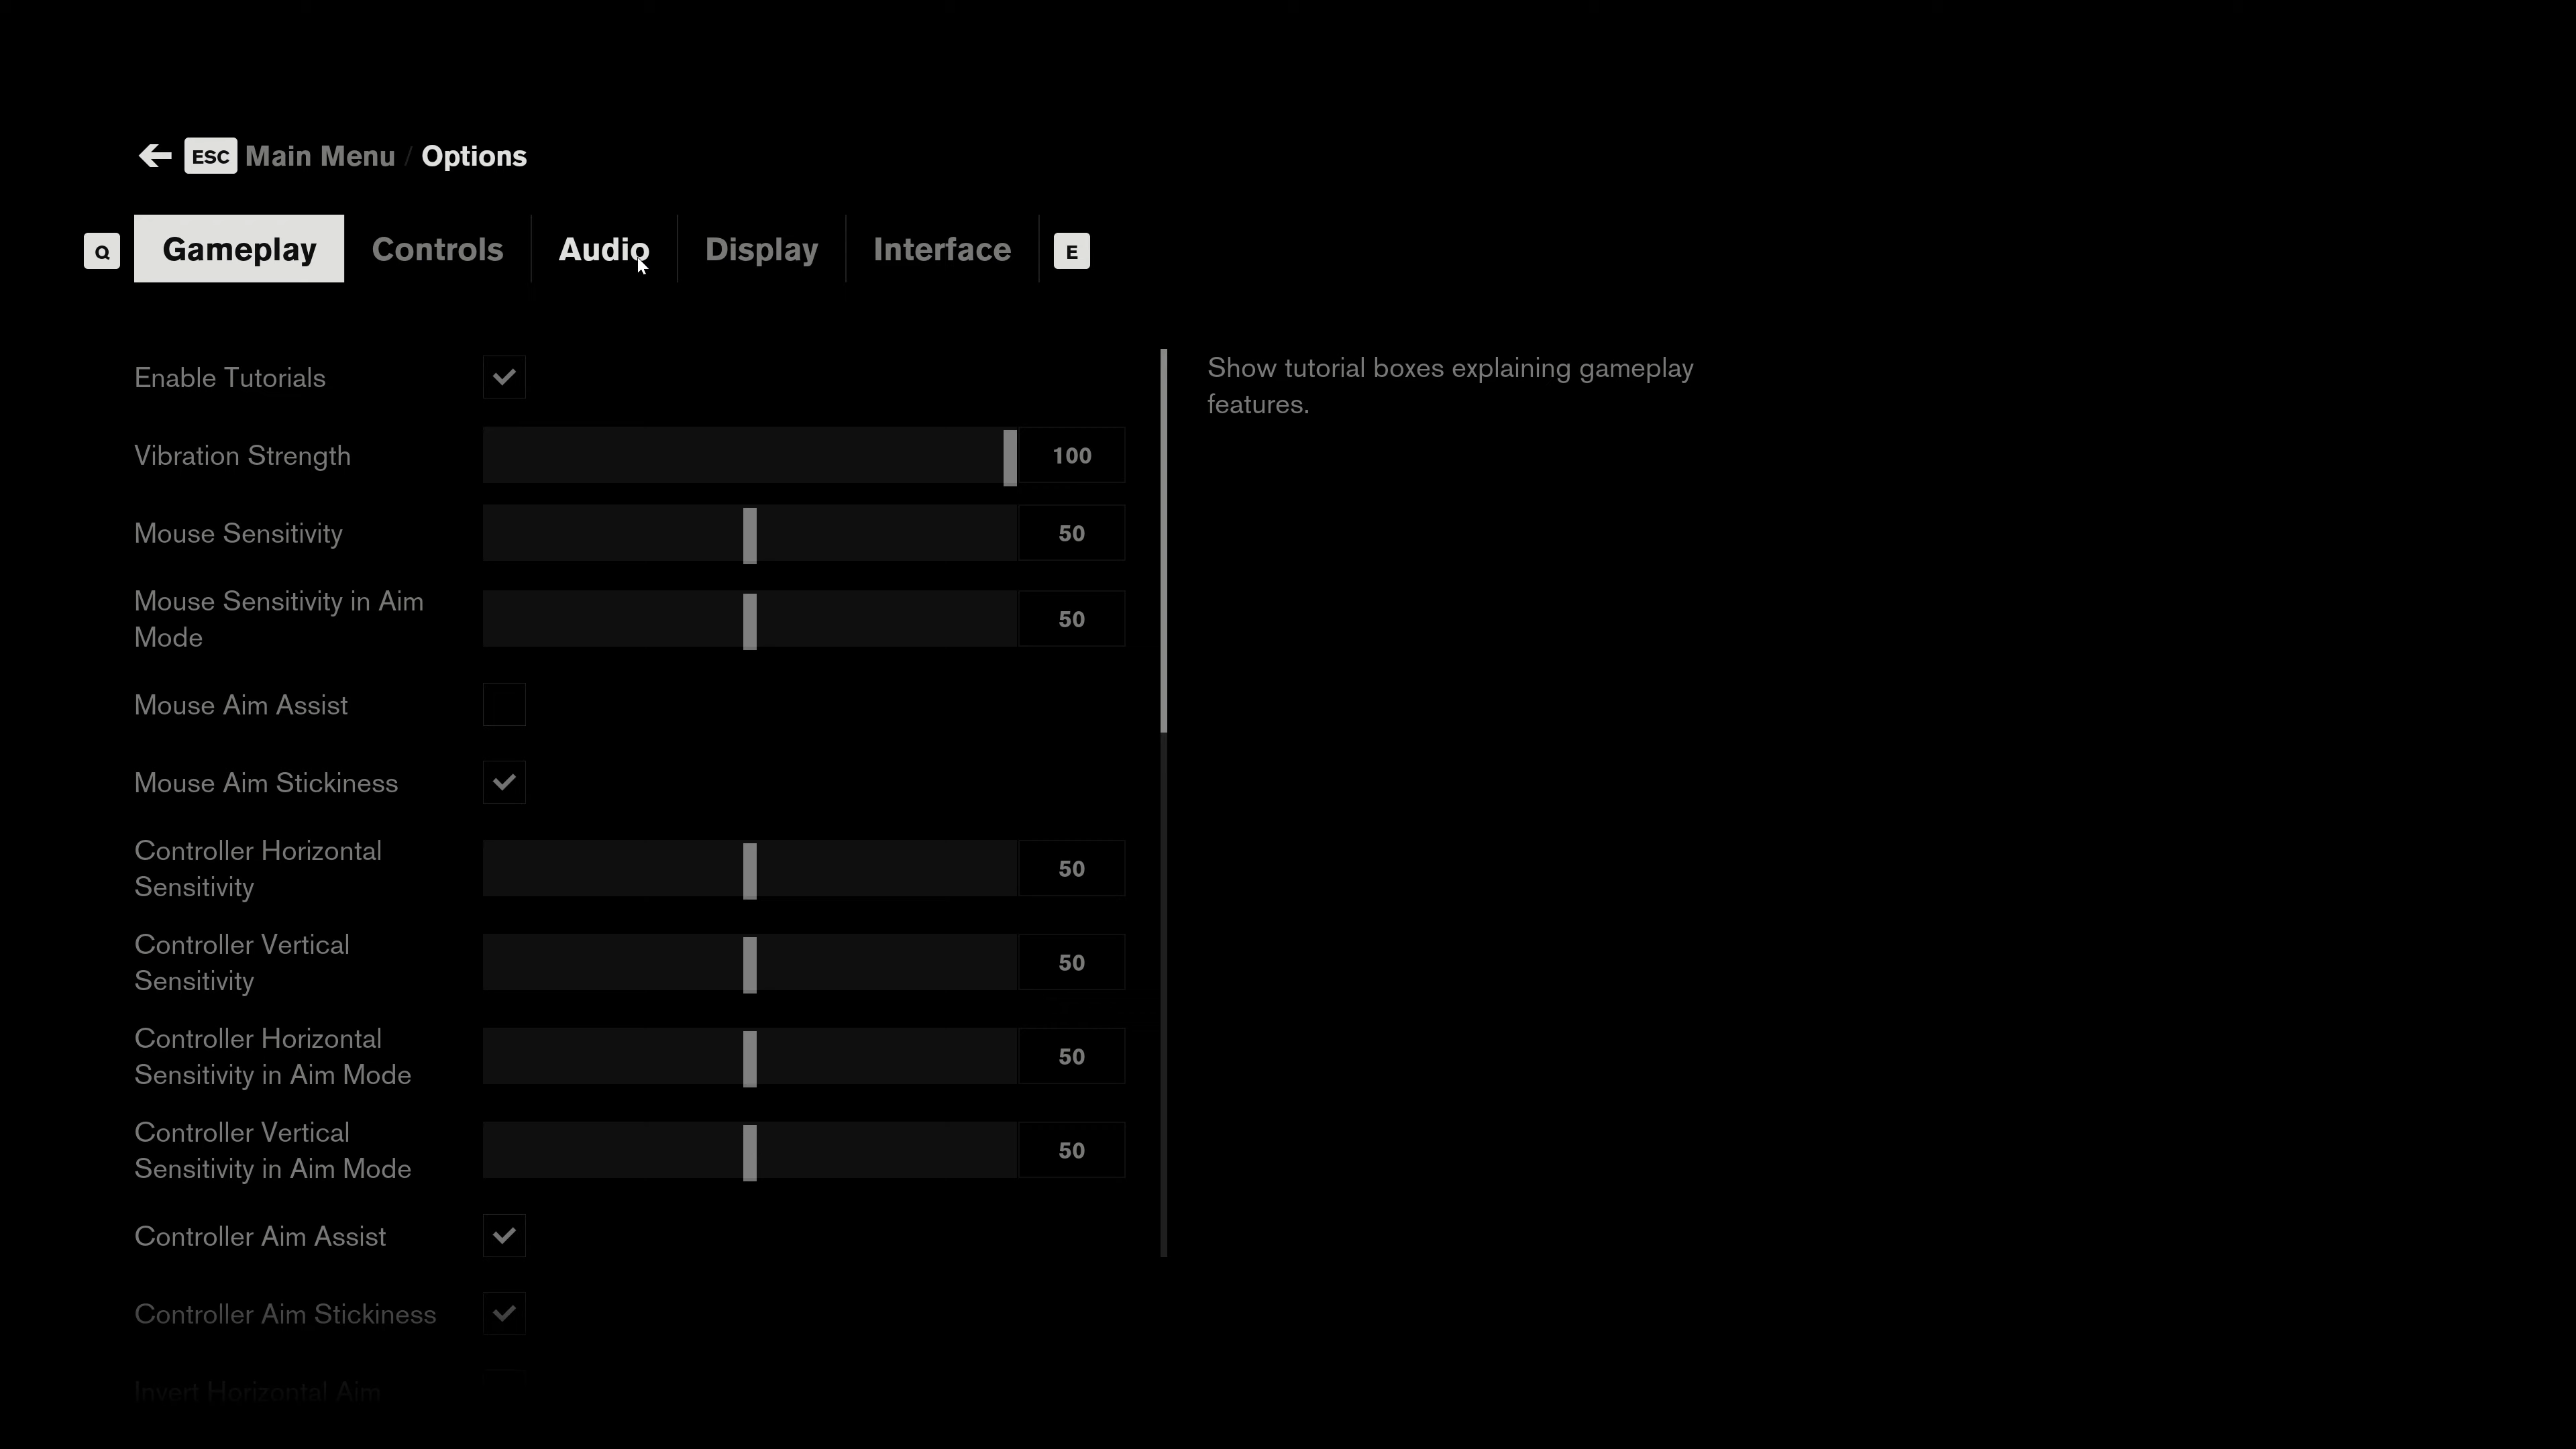 ESC Main Menu / Options
Q Gameplay Controls Audio Display Interface E
Enable Tutorials
Show tutorial boxes explaining gameplay
features.
Vibration Strength 100
Mouse Sensitivity 50
Mouse Sensitivity in Aim
Mode 50
Mouse Aim Assist
Mouse Aim Stickiness
Controller Horizontal
Sensitivity 50
Controller Vertical
Sensitivity 50
Controller Horizontal
Sensitivity in Aim Mode 50
Controller Vertical
Sensitivity in Aim Mode 50
Controller Aim Assist
Controller Aim Stickiness
Invert Horizontal Aim